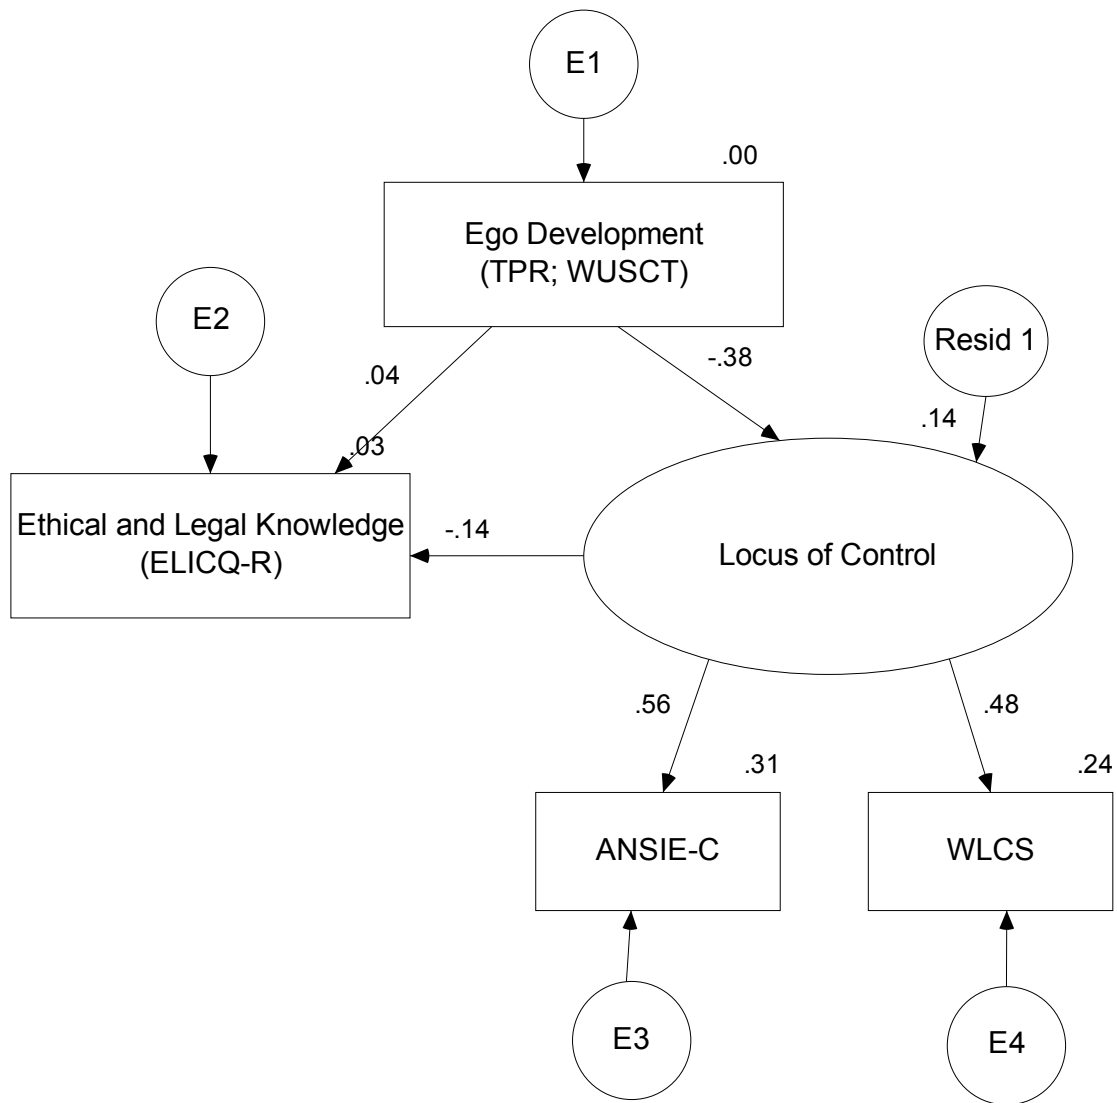 E1
.00
Ego Development
(TPR; WUSCT)
E2
Resid 1
.04
-.38
.14
.03
Ethical and Legal Knowledge
(ELICQ-R)
-.14
Locus of Control
.56
.48
.31
.24
ANSIE-C
WLCS
E3
E4